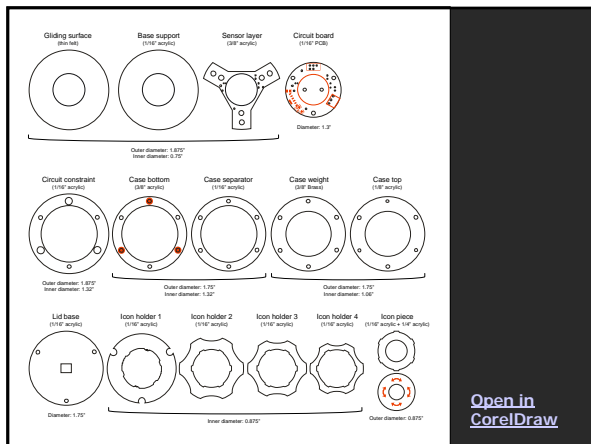 Gliding surface
(thin felt)
Base support
(1/16" acrylic)
Sensor layer
(3/8" acrylic)
Circuit board
(1/16" PCB)
Diameter: 1.3"
Outer diameter: 1.875"
Inner diameter: 0.75"
Circuit constraint
(1/16" acrylic)
Case bottom
(3/8" acrylic)
Case separator
(1/16" acrylic)
Case weight
(3/8" Brass)
Case top
(1/8" acrylic)
Outer diameter: 1.875"
Inner diameter: 1.32"
Outer diameter: 1.75"
Inner diameter: 1.32"
Outer diameter: 1.75"
Inner diameter: 1.06"
Lid base
(1/16" acrylic)
Icon holder 1
(1/16" acrylic)
Icon holder 2
(1/16" acrylic)
Icon holder 3
(1/16" acrylic)
Icon holder 4
(1/16" acrylic)
Icon piece
(1/16" acrylic + 1/4" acrylic)
Diameter: 1.75"
Inner diameter: 0.875"
Outer diameter: 0.875"
Open in
CorelDraw